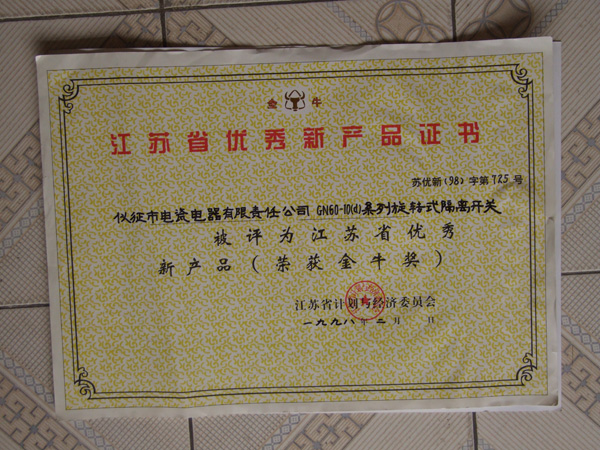 金牛
江苏省优秀新产品证书
苏优新(98)字第725号
仪征市电瓷电器有限责任公司 GN60-10(d)系列旋转式隔离开关
被评为江苏省优秀
新产品(荣获金牛奖)
江苏省计划与经济委员会
一九九八年二月 日